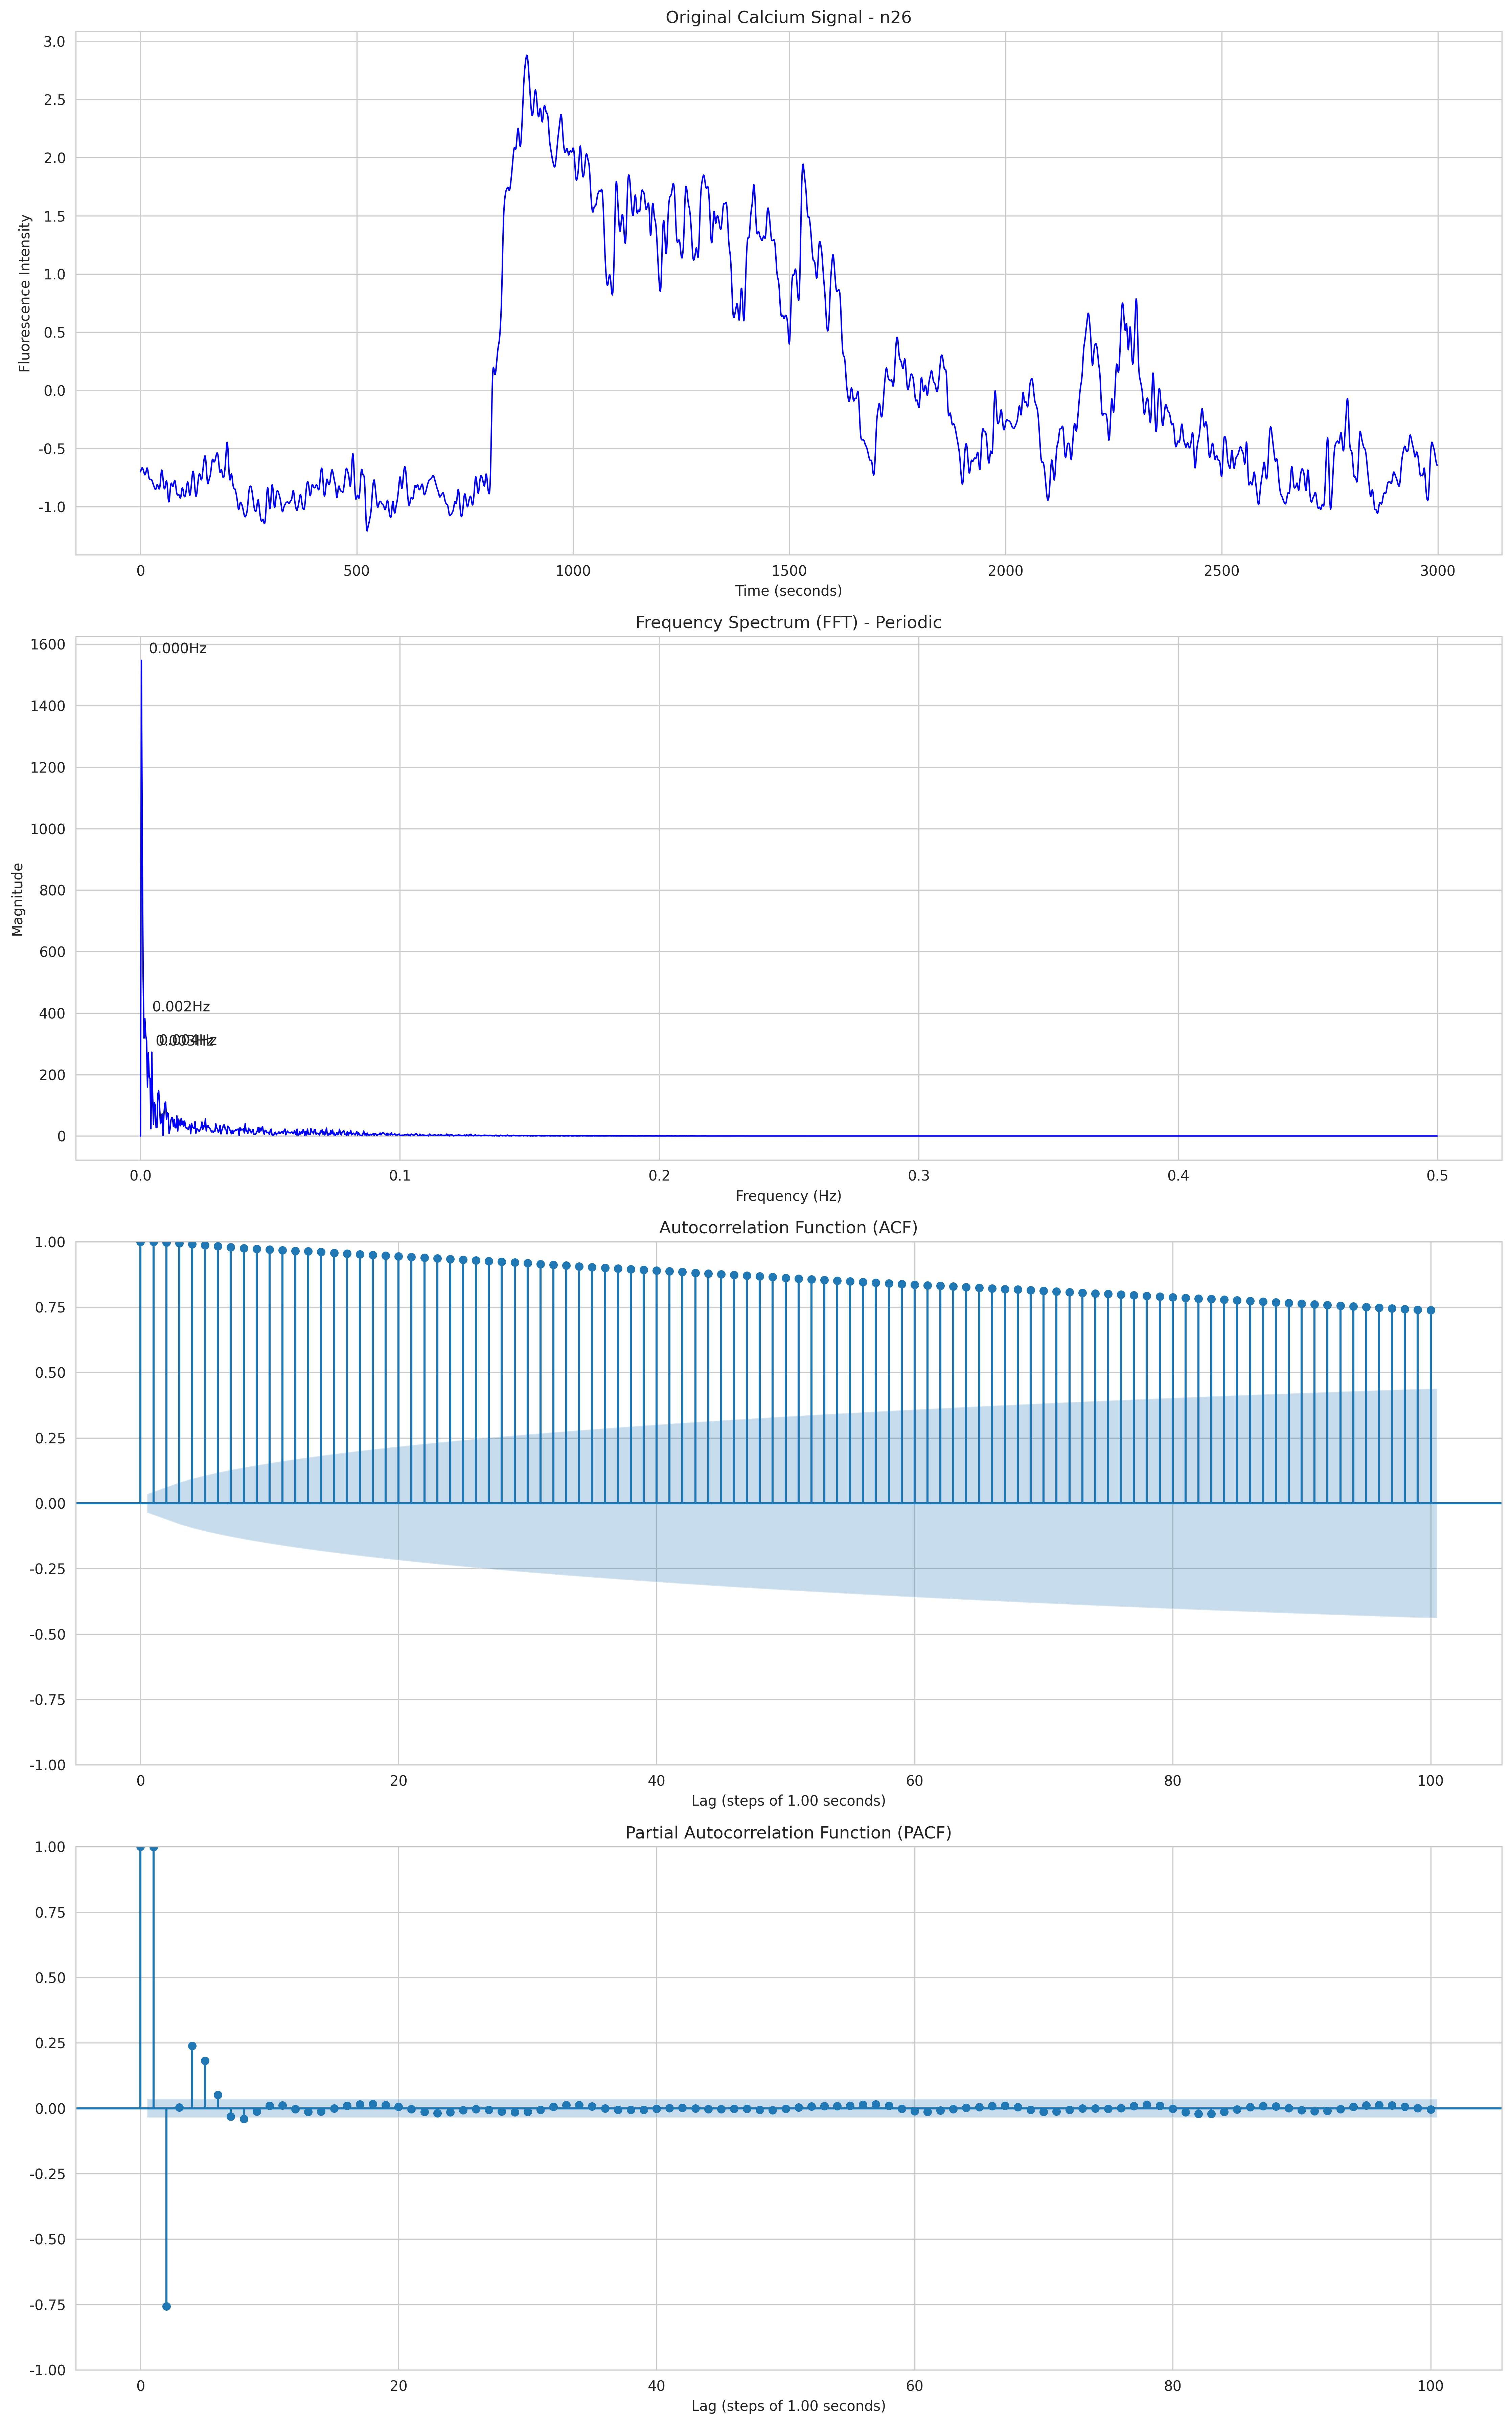 Original Calcium Signal - n26
3.0
2.5
2.0
1.5
1.0
0.5
0.0
-0.5
-1.0
Fluorescence Intensity
0 500 1000 1500 2000 2500 3000
Time (seconds)
Frequency Spectrum (FFT) - Periodic
1600
1400
1200
1000
800
600
400
200
0
Magnitude
0.000Hz
0.002Hz
0.003Hz
0.004Hz
0.0 0.1 0.2 0.3 0.4 0.5
Frequency (Hz)
Autocorrelation Function (ACF)
1.00
0.75
0.50
0.25
0.00
-0.25
-0.50
-0.75
-1.00
0 20 40 60 80 100
Lag (steps of 1.00 seconds)
Partial Autocorrelation Function (PACF)
1.00
0.75
0.50
0.25
0.00
-0.25
-0.50
-0.75
-1.00
0 20 40 60 80 100
Lag (steps of 1.00 seconds)